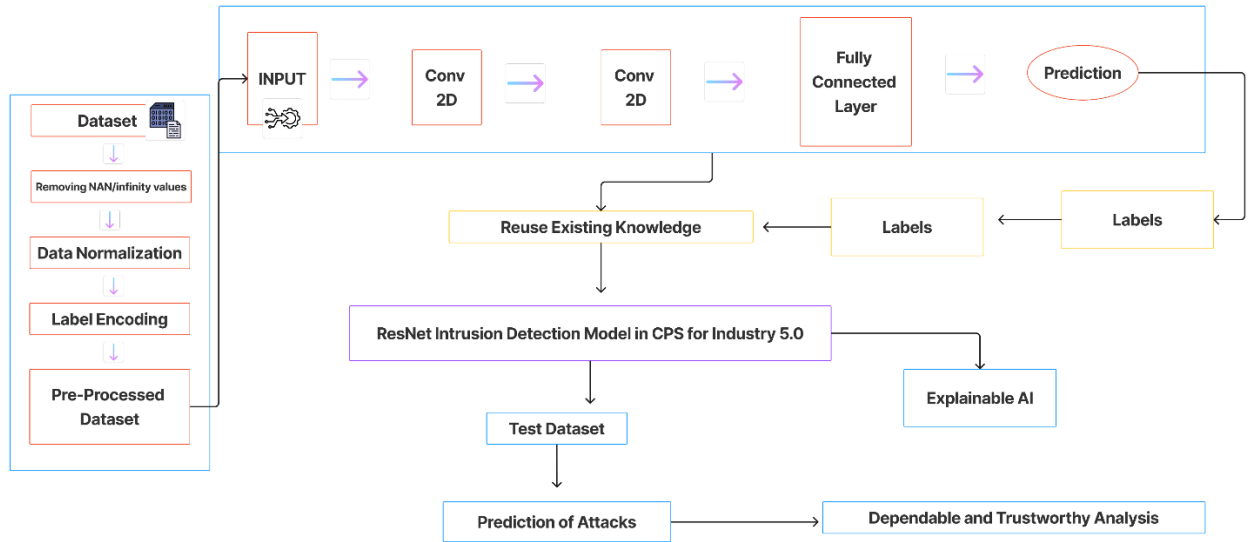 Dataset
Removing NAN/infinity values
Data Normalization
Label Encoding
Pre-Processed
Dataset
INPUT
Conv
2D
Conv
2D
Fully
Connected
Layer
Prediction
Labels
Labels
Reuse Existing Knowledge
ResNet Intrusion Detection Model in CPS for Industry 5.0
Explainable AI
Test Dataset
Prediction of Attacks
Dependable and Trustworthy Analysis